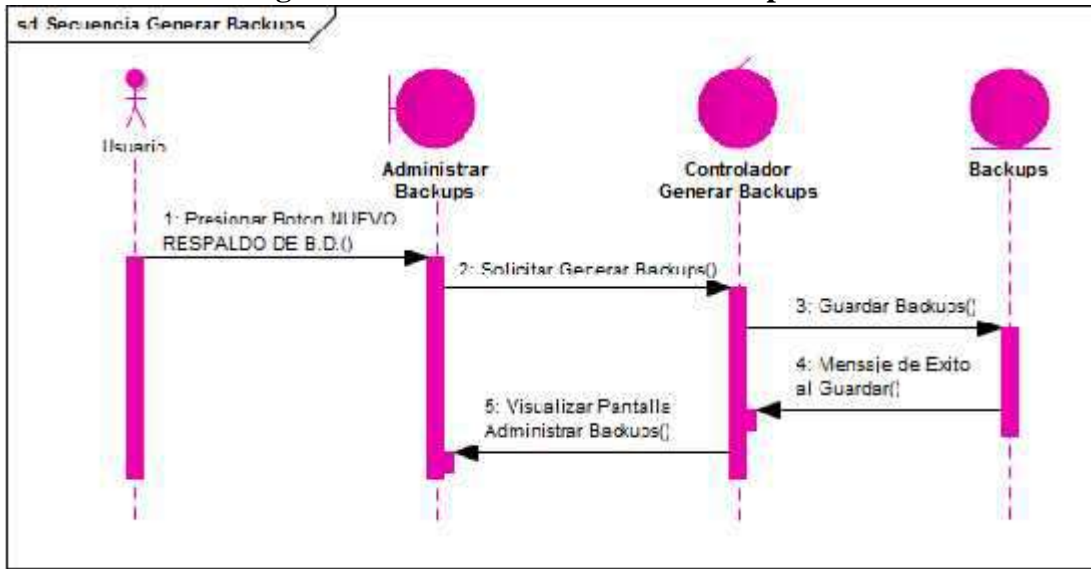 sd Secuencia Generar Backups
Usuario
Administrar
Backups
Controlador
Generar Backups
Backups
1: Presionar Boton NUEVO
RESPALDO DE B.D.()
2: Solicitar Generar Backups()
3: Guardar Backups()
4: Mensaje de Exito
al Guardar()
5: Visualizar Pantalla
Administrar Backups()